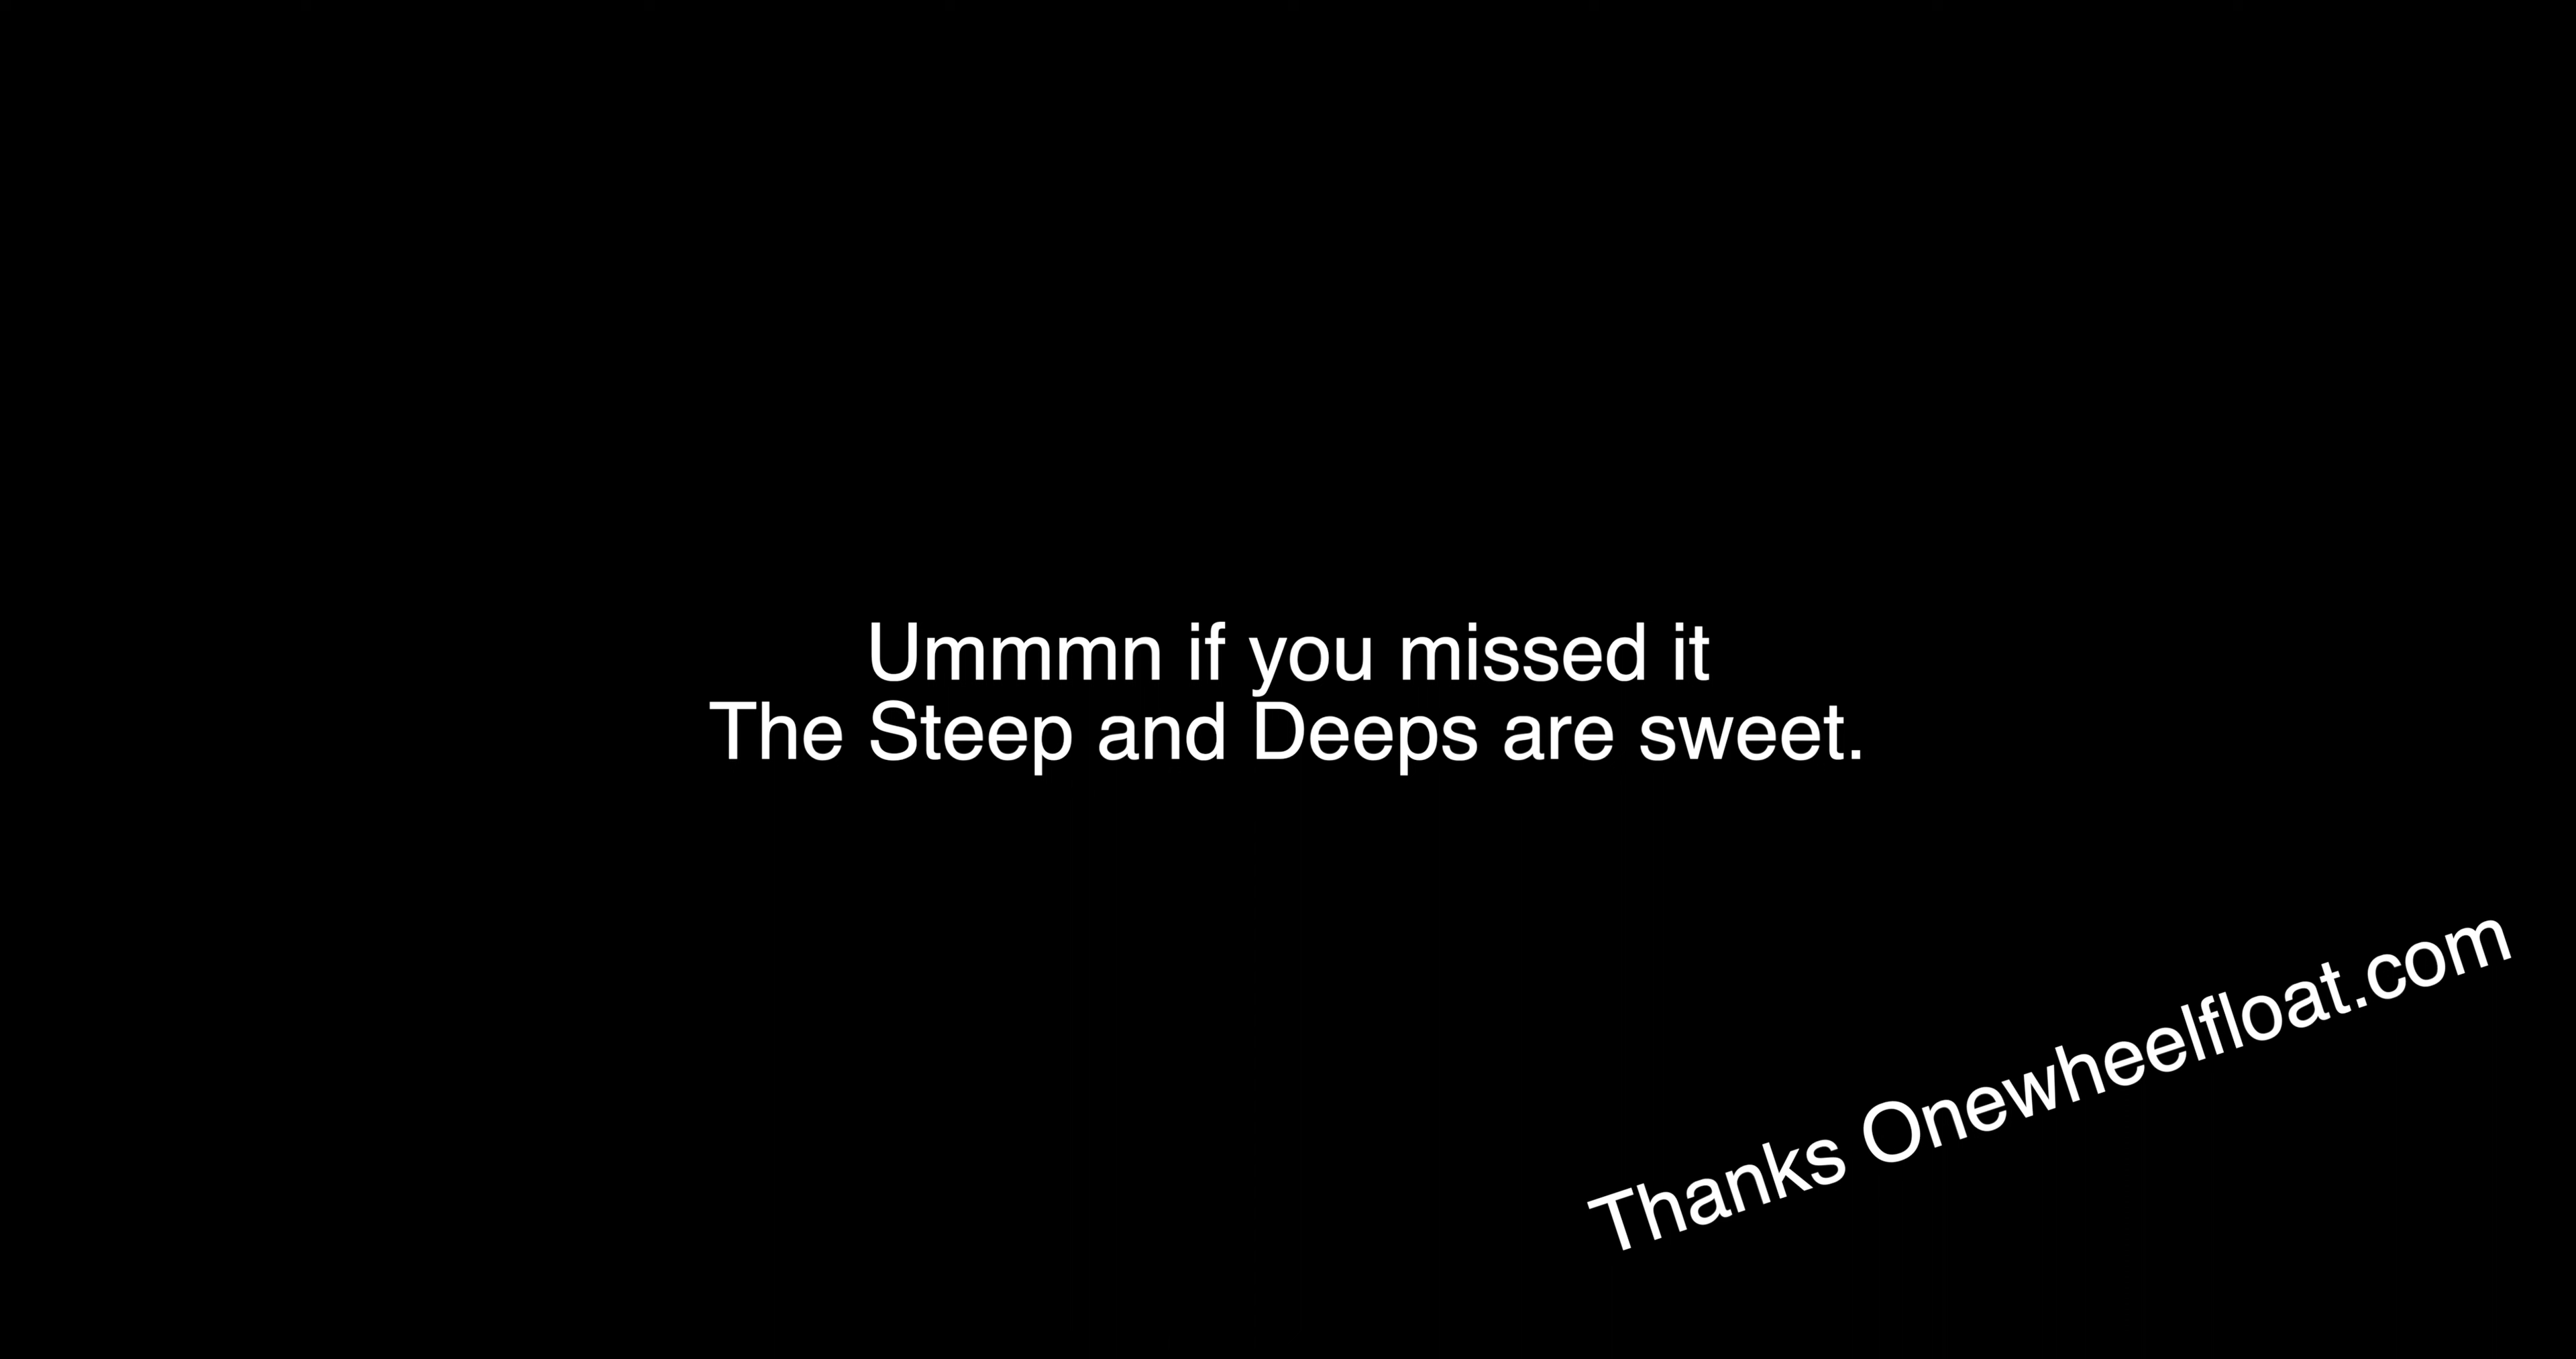 Ummmn if you missed it
The Steep and Deeps are sweet.
Thanks Onewheelfloat.com